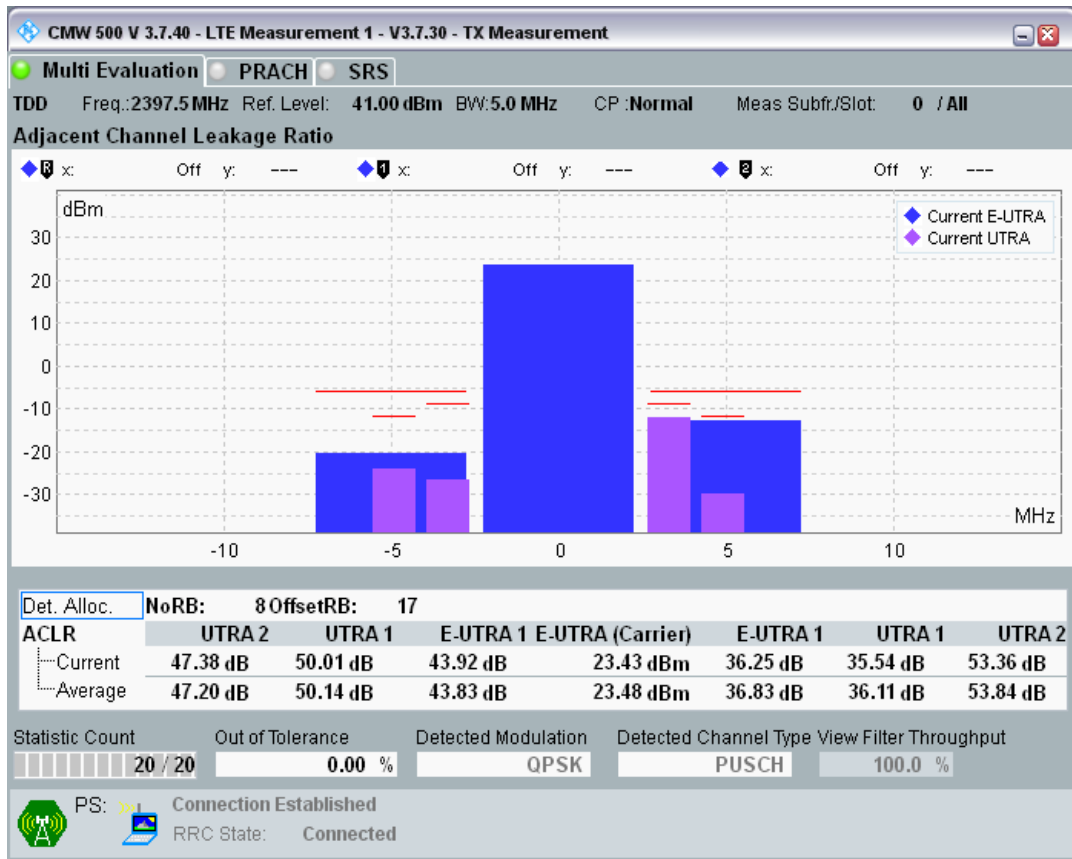 CMW 500 V 3.7.40 - LTE Measurement 1 - V3.7.30 - TX Measurement
Multi Evaluation PRACH SRS
TDD Freq.:2397.5 MHz Ref. Level: 41.00 dBm BW:5.0 MHz CP :Normal Meas Subfr./Slot: 0 / All
Adjacent Channel Leakage Ratio
R x: Off y: --- 1 x: Off y: --- 2 x: Off y: ---
dBm
Current E-UTRA
Current UTRA
30
20
10
0
-10
-20
-30
MHz
-10 -5 0 5 10
Det. Alloc. NoRB: 8 OffsetRB: 17
ACLR UTRA 2 UTRA 1 E-UTRA 1 E-UTRA (Carrier) E-UTRA 1 UTRA 1 UTRA 2
Current 47.38 dB 50.01 dB 43.92 dB 23.43 dBm 36.25 dB 35.54 dB 53.36 dB
Average 47.20 dB 50.14 dB 43.83 dB 23.48 dBm 36.83 dB 36.11 dB 53.84 dB
Statistic Count Out of Tolerance Detected Modulation Detected Channel Type View Filter Throughput
20 / 20 0.00 % QPSK PUSCH 100.0 %
PS: Connection Established
RRC State: Connected